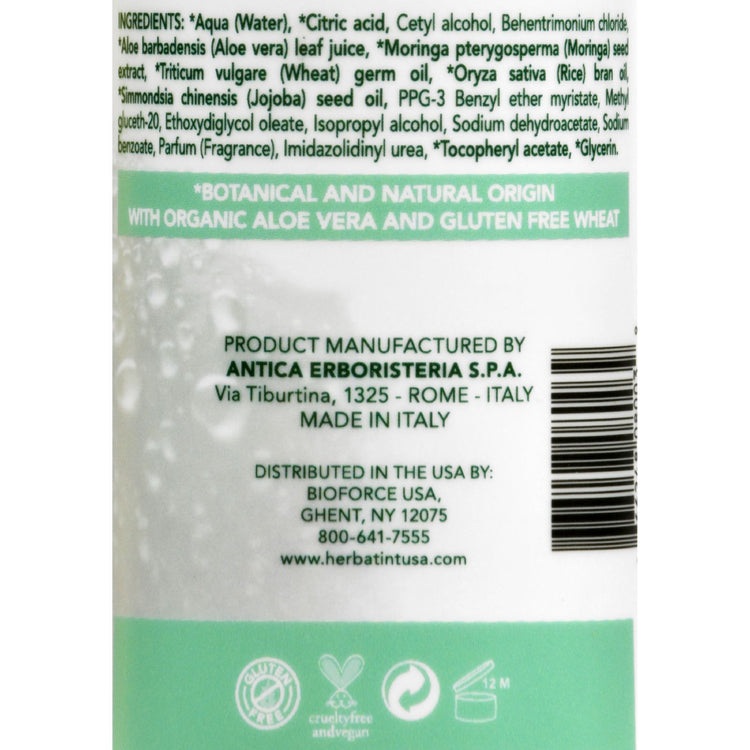 INGREDIENTS: *Aqua (Water), *Citric acid, Cetyl alcohol, Behentrimonium chloride,
*Aloe barbadensis (Aloe vera) leaf juice, *Moringa pterygosperma (Moringa) seed
extract, *Triticum vulgare (Wheat) germ oil, *Oryza sativa (Rice) bran oil,
*Simmondsia chinensis (Jojoba) seed oil, PPG-3 Benzyl ether myristate, Methyl
gluceth-20, Ethoxydiglycol oleate, Isopropyl alcohol, Sodium dehydroacetate, Sodium
benzoate, Parfum (Fragrance), Imidazolidinyl urea, *Tocopheryl acetate, *Glycerin.
*BOTANICAL AND NATURAL ORIGIN
WITH ORGANIC ALOE VERA AND GLUTEN FREE WHEAT
PRODUCT MANUFACTURED BY
ANTICA ERBORISTERIA S.P.A.
Via Tiburtina, 1325 - ROME - ITALY
MADE IN ITALY
DISTRIBUTED IN THE USA BY:
BIOFORCE USA,
GHENT, NY 12075
800-641-7555
www.herbatintusa.com
GLUTEN
FREE
crueltyfree
andvegan
12 M